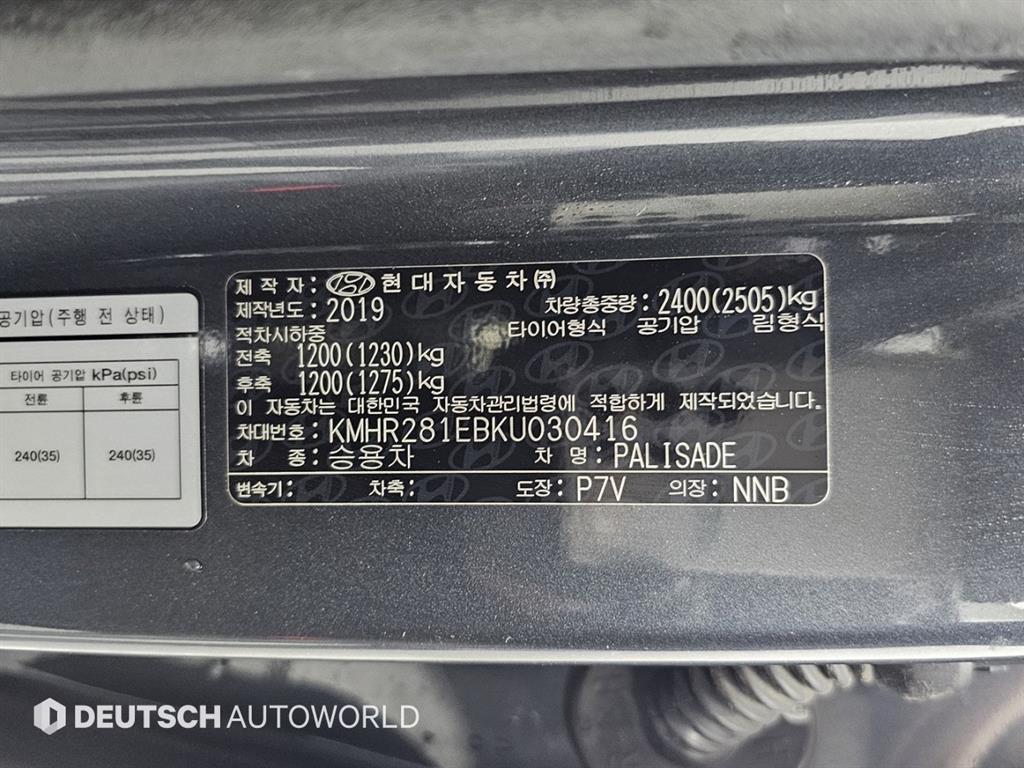 공기압(주행 전 상태)
타이어 공기압 kPa(psi)
전륜 후륜
240(35) 240(35)
제 작 자 : 현대자동차㈜
제작년도 : 2019 차량총중량 : 2400(2505)kg
적차시하중 타이어형식 공기압 림형식
전축 1200(1230)kg
후축 1200(1275)kg
이 자동차는 대한민국 자동차관리법령에 적합하게 제작되었습니다.
차대번호 : KMHR281EBKU030416
차 종 : 승용차 차 명 : PALISADE
변속기 : 차축 : 도장 : P7V 의장 : NNB
DEUTSCH AUTOWORLD